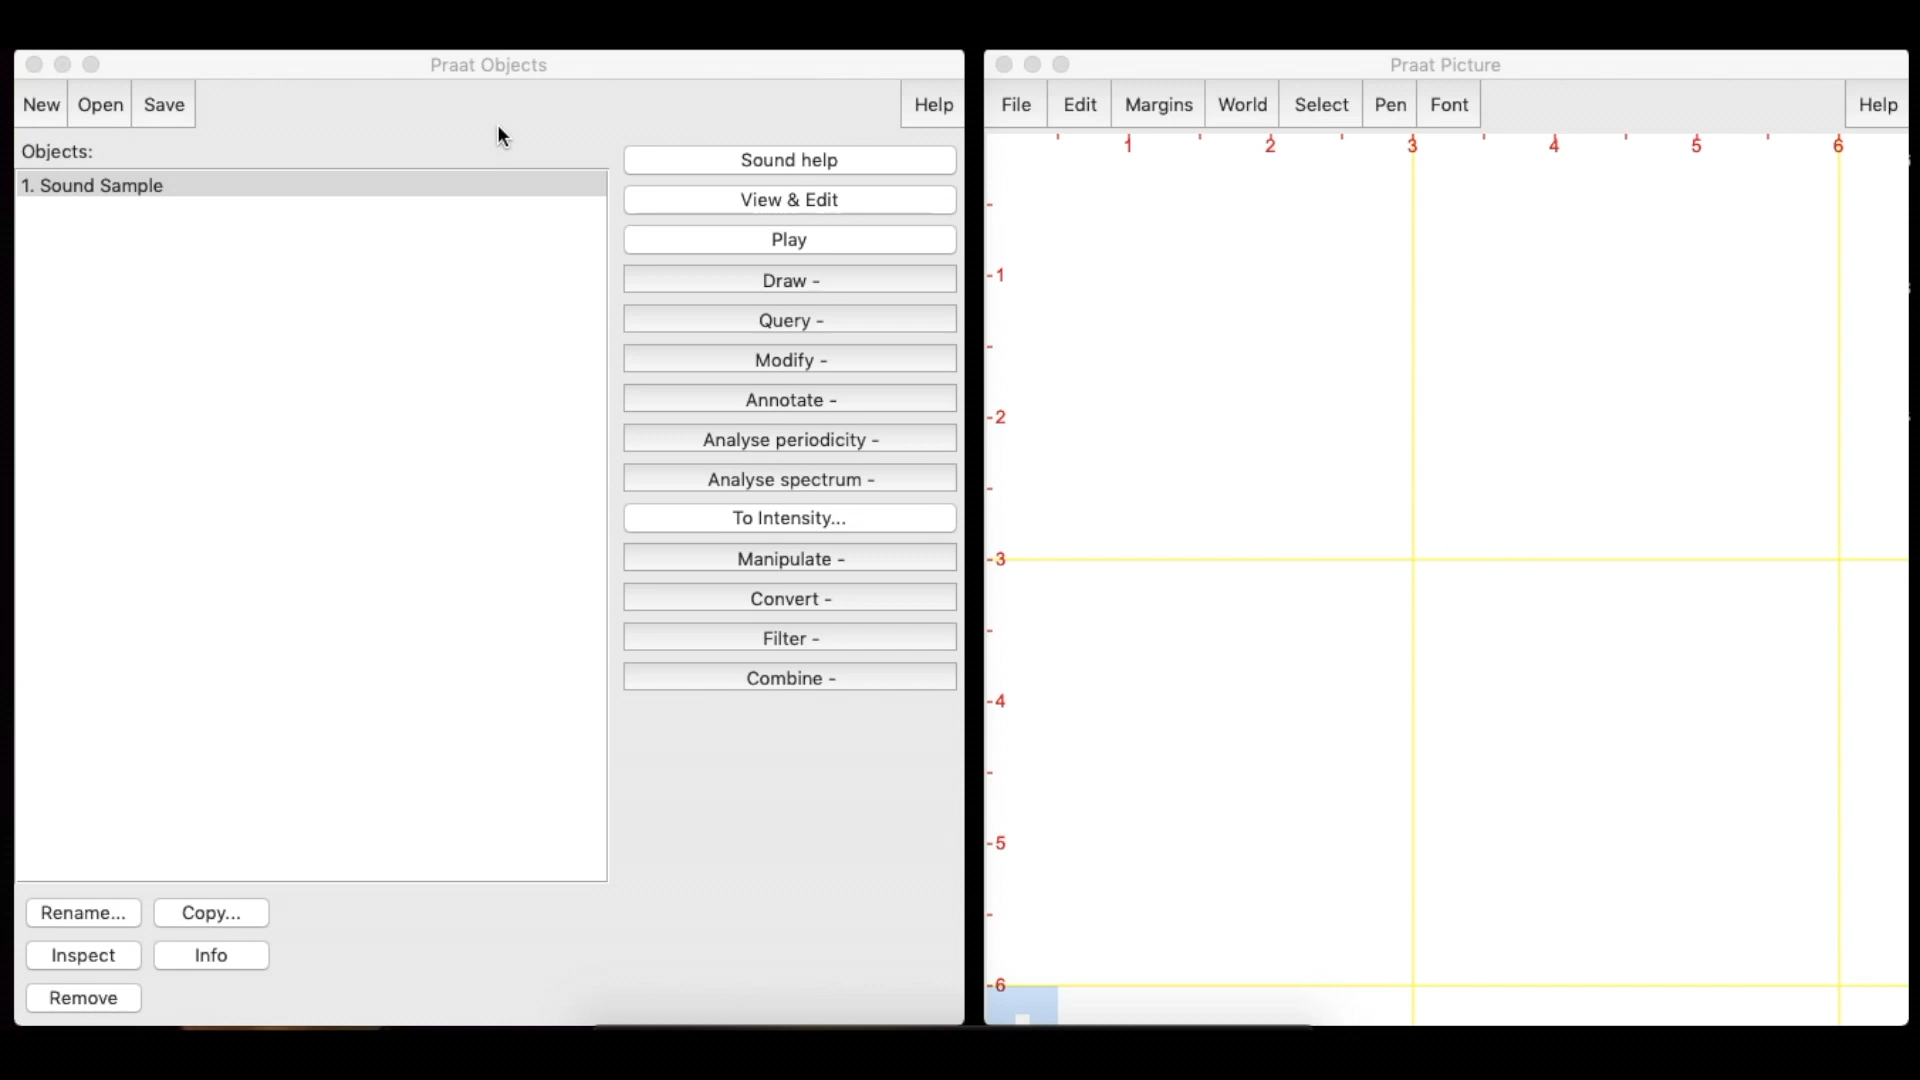 Praat Objects
New Open Save Help
Objects:
1. Sound Sample
Sound help
View & Edit
Play
Draw -
Query -
Modify -
Annotate -
Analyse periodicity -
Analyse spectrum -
To Intensity...
Manipulate -
Convert -
Filter -
Combine -
Rename... Copy...
Inspect Info
Remove
Praat Picture
File Edit Margins World Select Pen Font Help
1 2 3 4 5 6
-1
-2
-3
-4
-5
-6